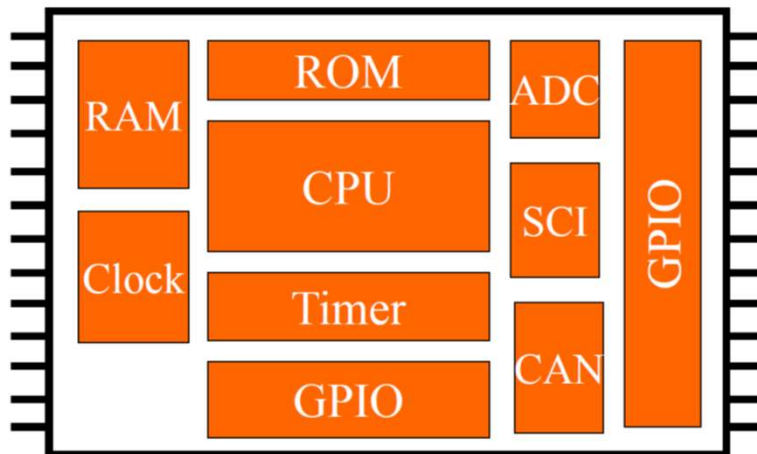 RAM
Clock
ROM
CPU
Timer
GPIO
ADC
SCI
CAN
GPIO